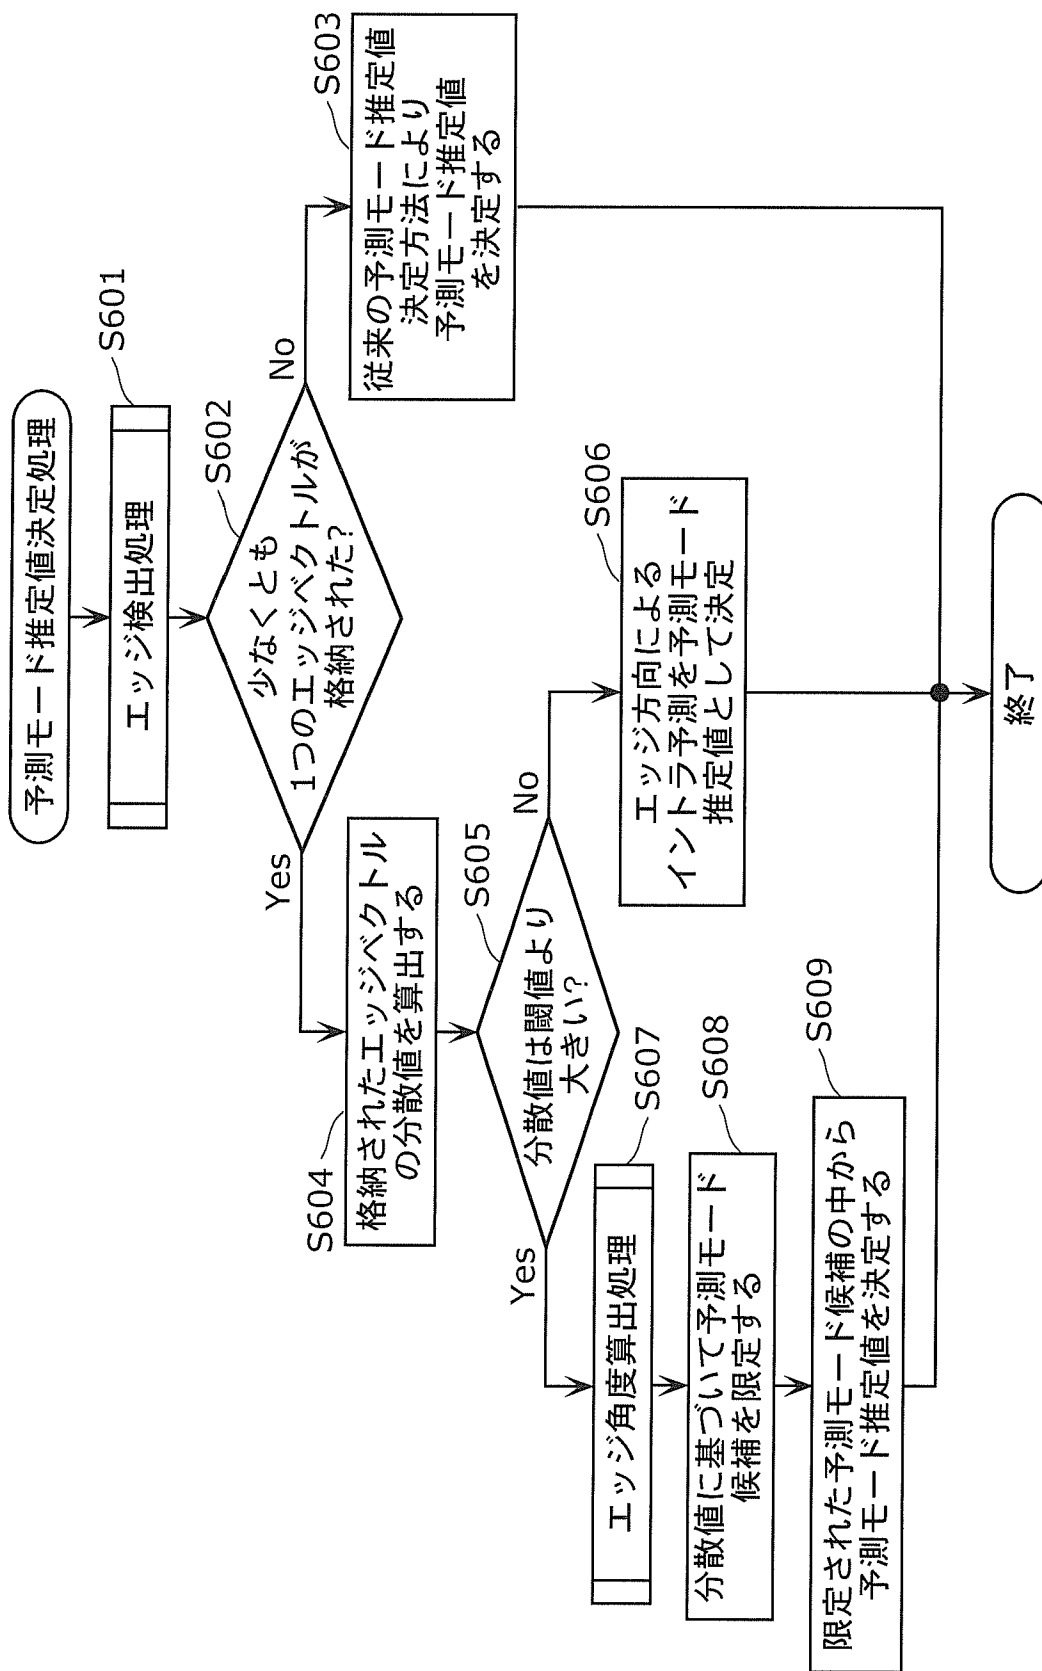 予測モード推定値決定処理
S601
エッジ検出処理
S602
少なくとも
1つのエッジベクトルが
格納された?
Yes
No
S603
従来の予測モード推定値
決定方法により
予測モード推定値
を決定する
S604
格納されたエッジベクトル
の分散値を算出する
S605
分散値は閾値より
大きい?
Yes
No
S606
エッジ方向による
イントラ予測を予測モード
推定値として決定
S607
エッジ角度算出処理
S608
分散値に基づいて予測モード
候補を限定する
S609
限定された予測モード候補の中から
予測モード推定値を決定する
終了